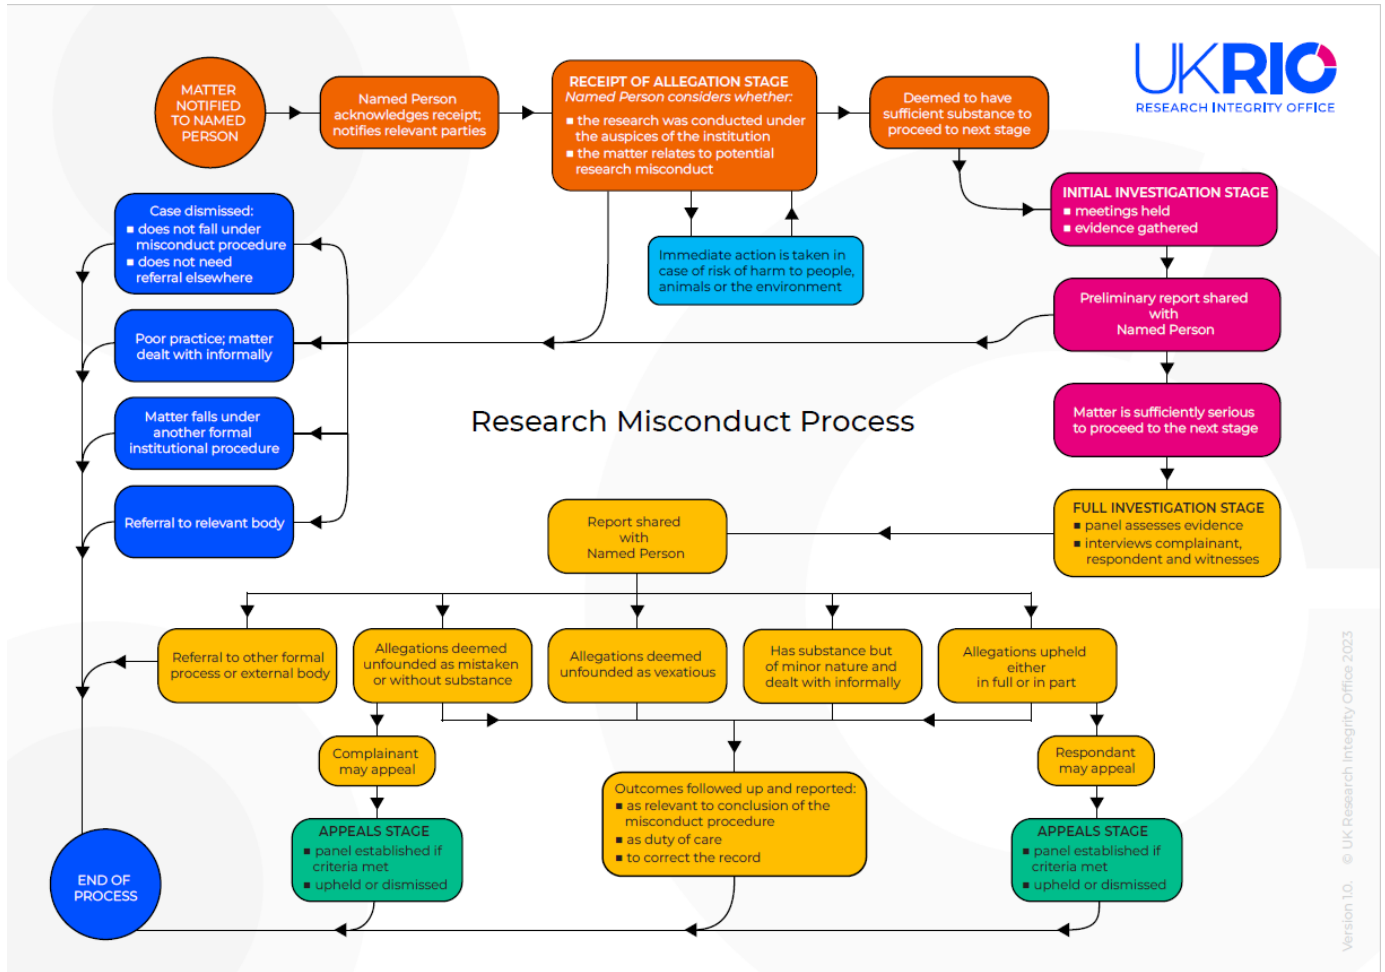 UKRIO
RESEARCH INTEGRITY OFFICE
MATTER
NOTIFIED
TO NAMED
PERSON
Named Person
acknowledges receipt;
notifies relevant parties
RECEIPT OF ALLEGATION STAGE
Named Person considers whether:
■ the research was conducted under
the auspices of the institution
■ the matter relates to potential
research misconduct
Deemed to have
sufficient substance to
proceed to next stage
Immediate action is taken in
case of risk of harm to people,
animals or the environment
INITIAL INVESTIGATION STAGE
■ meetings held
■ evidence gathered
Preliminary report shared
with
Named Person
Matter is sufficiently serious
to proceed to the next stage
Case dismissed:
■ does not fall under
misconduct procedure
■ does not need
referral elsewhere
Poor practice; matter
dealt with informally
Matter falls under
another formal
institutional procedure
Referral to relevant body
Research Misconduct Process
FULL INVESTIGATION STAGE
■ panel assesses evidence
■ interviews complainant,
respondent and witnesses
Report shared
with
Named Person
Referral to other formal
process or external body
Allegations deemed
unfounded as mistaken
or without substance
Allegations deemed
unfounded as vexatious
Has substance but
of minor nature and
dealt with informally
Allegations upheld
either
in full or in part
Complainant
may appeal
Respondant
may appeal
Outcomes followed up and reported:
■ as relevant to conclusion of the
misconduct procedure
■ as duty of care
■ to correct the record
APPEALS STAGE
■ panel established if
criteria met
■ upheld or dismissed
APPEALS STAGE
■ panel established if
criteria met
■ upheld or dismissed
END OF
PROCESS
Version 1.0. © UK Research Integrity Office 2023